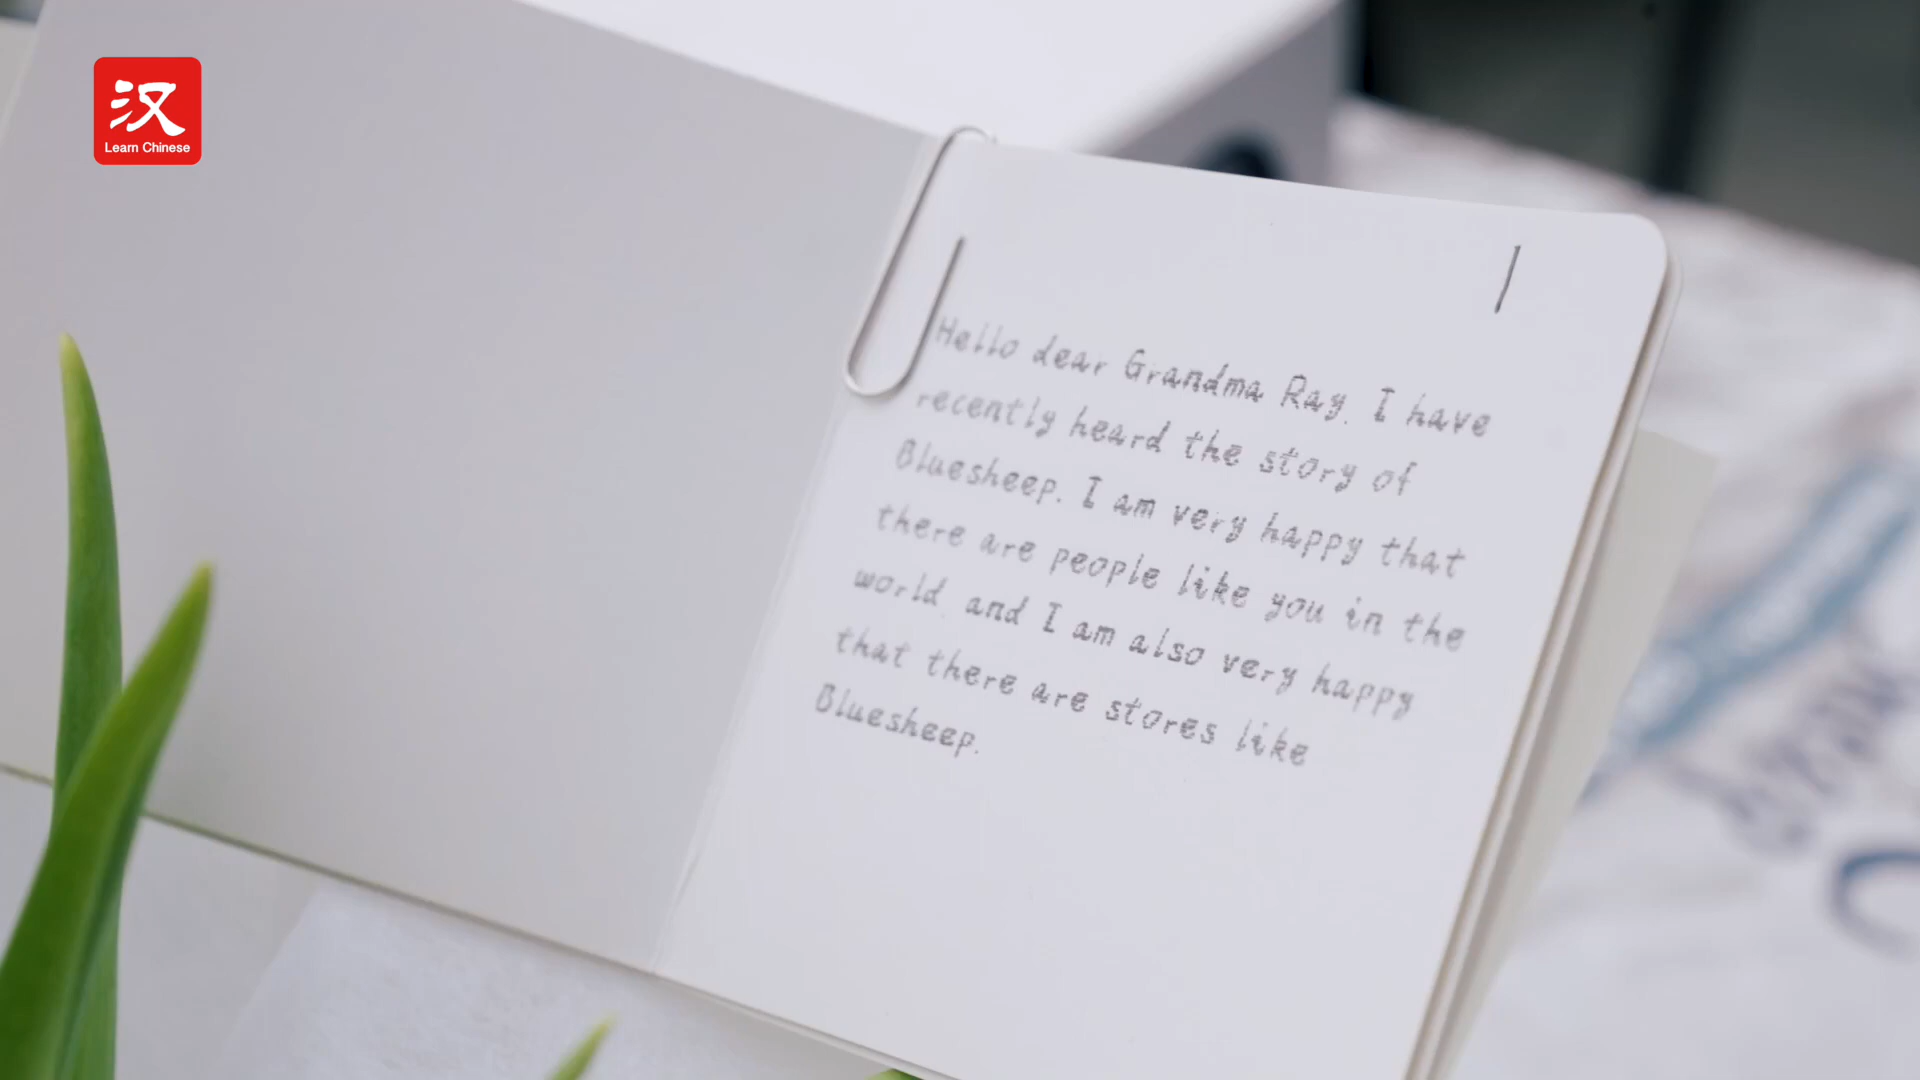 汉
Learn Chinese
Hello dear Grandma Ray. I have
recently heard the story of
Bluesheep. I am very happy that
there are people like you in the
world and I am also very happy
that there are stores like
Bluesheep.